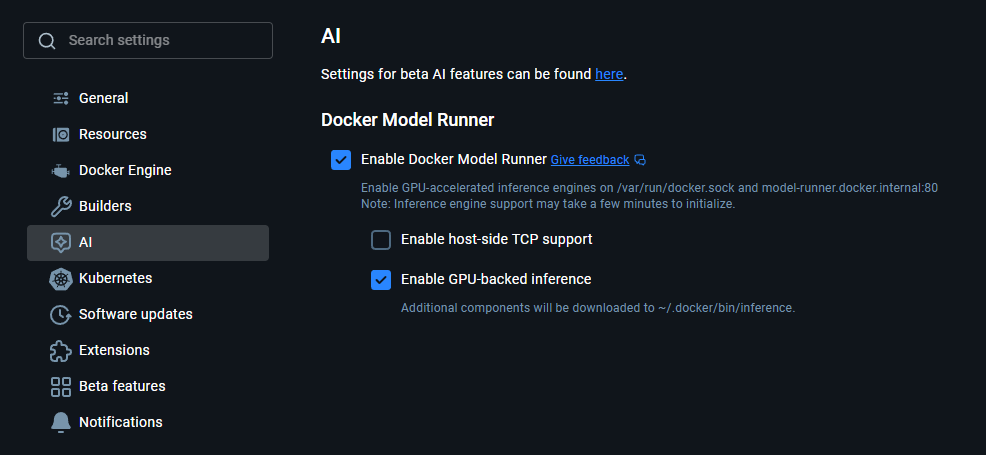 Search settings
General
Resources
Docker Engine
Builders
AI
Kubernetes
Software updates
Extensions
Beta features
Notifications
AI
Settings for beta AI features can be found here.
Docker Model Runner
Enable Docker Model Runner Give feedback
Enable GPU-accelerated inference engines on /var/run/docker.sock and model-runner.docker.internal:80
Note: Inference engine support may take a few minutes to initialize.
Enable host-side TCP support
Enable GPU-backed inference
Additional components will be downloaded to ~/.docker/bin/inference.